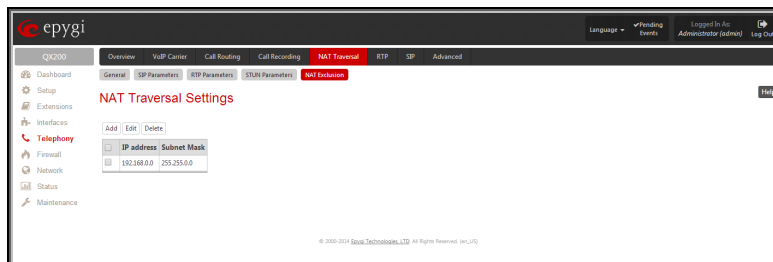 epygi
Language
Pending Events
Logged In As:
Administrator (admin)
Log Out
QX200
Overview VoIP Carrier Call Routing Call Recording NAT Traversal RTP SIP Advanced
Dashboard
General SIP Parameters RTP Parameters STUN Parameters NAT Exclusion
Setup
Help
NAT Traversal Settings
Extensions
Interfaces
Add Edit Delete
Telephony
IP address Subnet Mask
Firewall
192.168.0.0 255.255.0.0
Network
Status
Maintenance
© 2003-2014 Epygi Technologies, LTD. All Rights Reserved. (en_US)